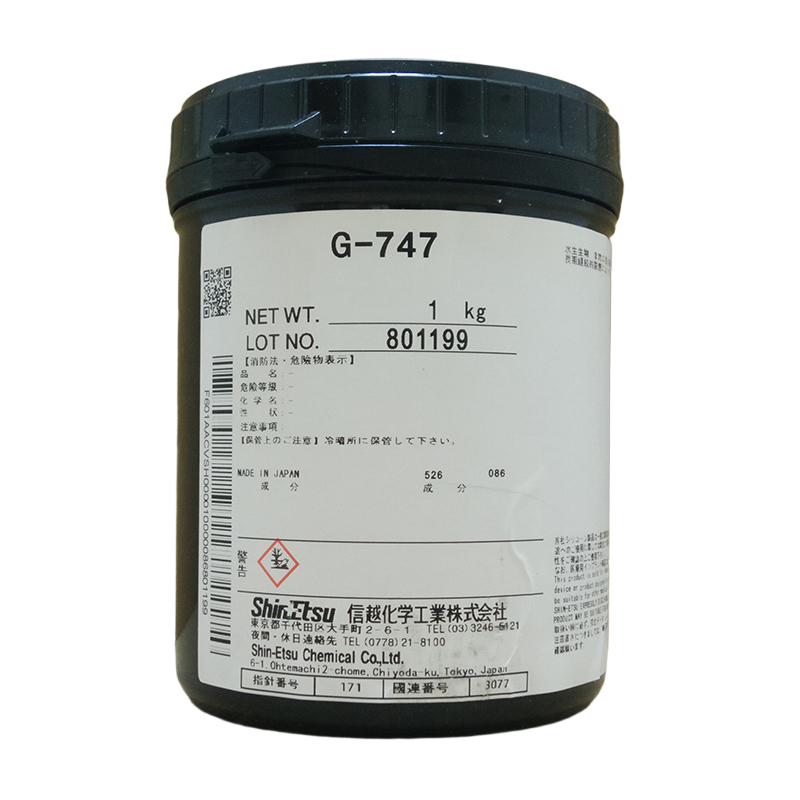 G-747
NET WT. 1 kg
LOT NO. 801199
【消防法・危険物表示】
品 名:-
危険等級:-
化学名:-
性 状:-
注意事項:
【保管上のご注意】冷暗所に保管して下さい。
MADE IN JAPAN 526 086
成 分 成 分
警告
ShinEtsu 信越化学工業株式会社
東京都千代田区大手町2-6-1 TEL(03)3246-5121
夜間・休日連絡先 TEL(0778)21-8100
Shin-Etsu Chemical Co.,Ltd.
6-1.Ohtemachi2 chome,Chiyoda-ku,Tokyo,Japan
指針番号 171 國連番号 3077
F601AACVSH0000100000086801199